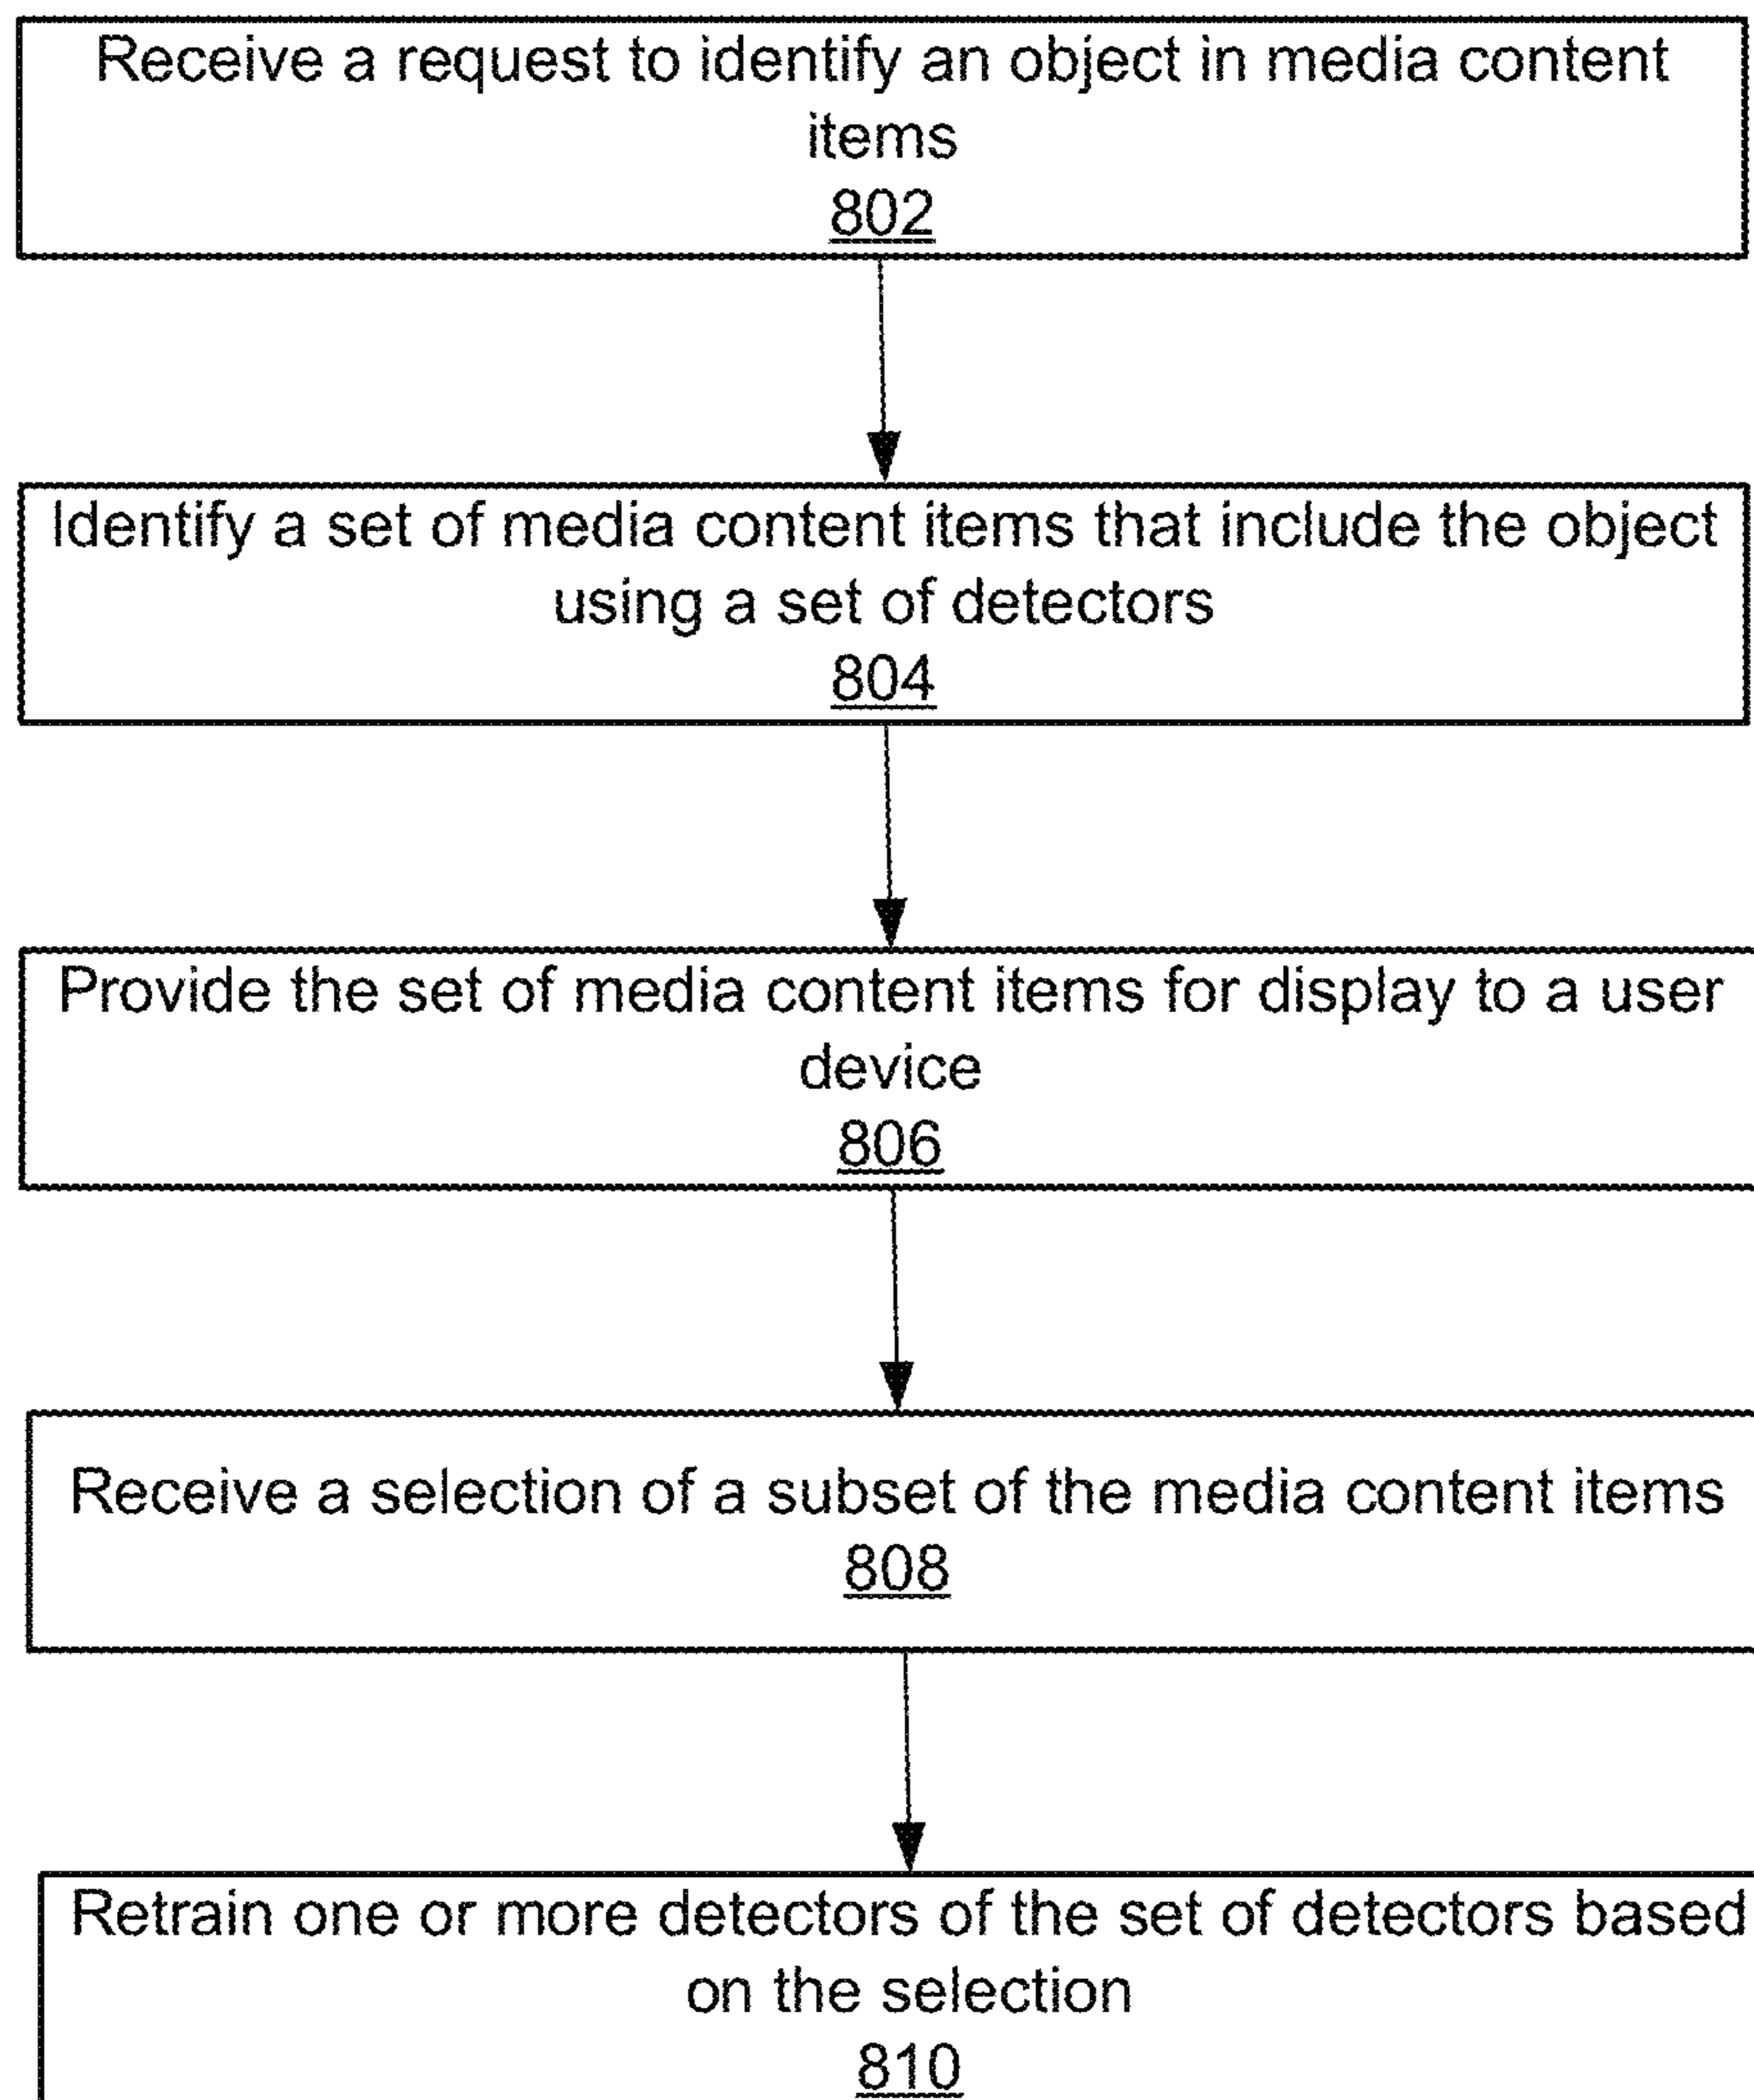 Receive a request to identify an object in media content
items
802
Identify a set of media content items that include the object
using a set of detectors
804
Provide the set of media content items for display to a user
device
806
Receive a selection of a subset of the media content items
808
Retrain one or more detectors of the set of detectors based
on the selection
810